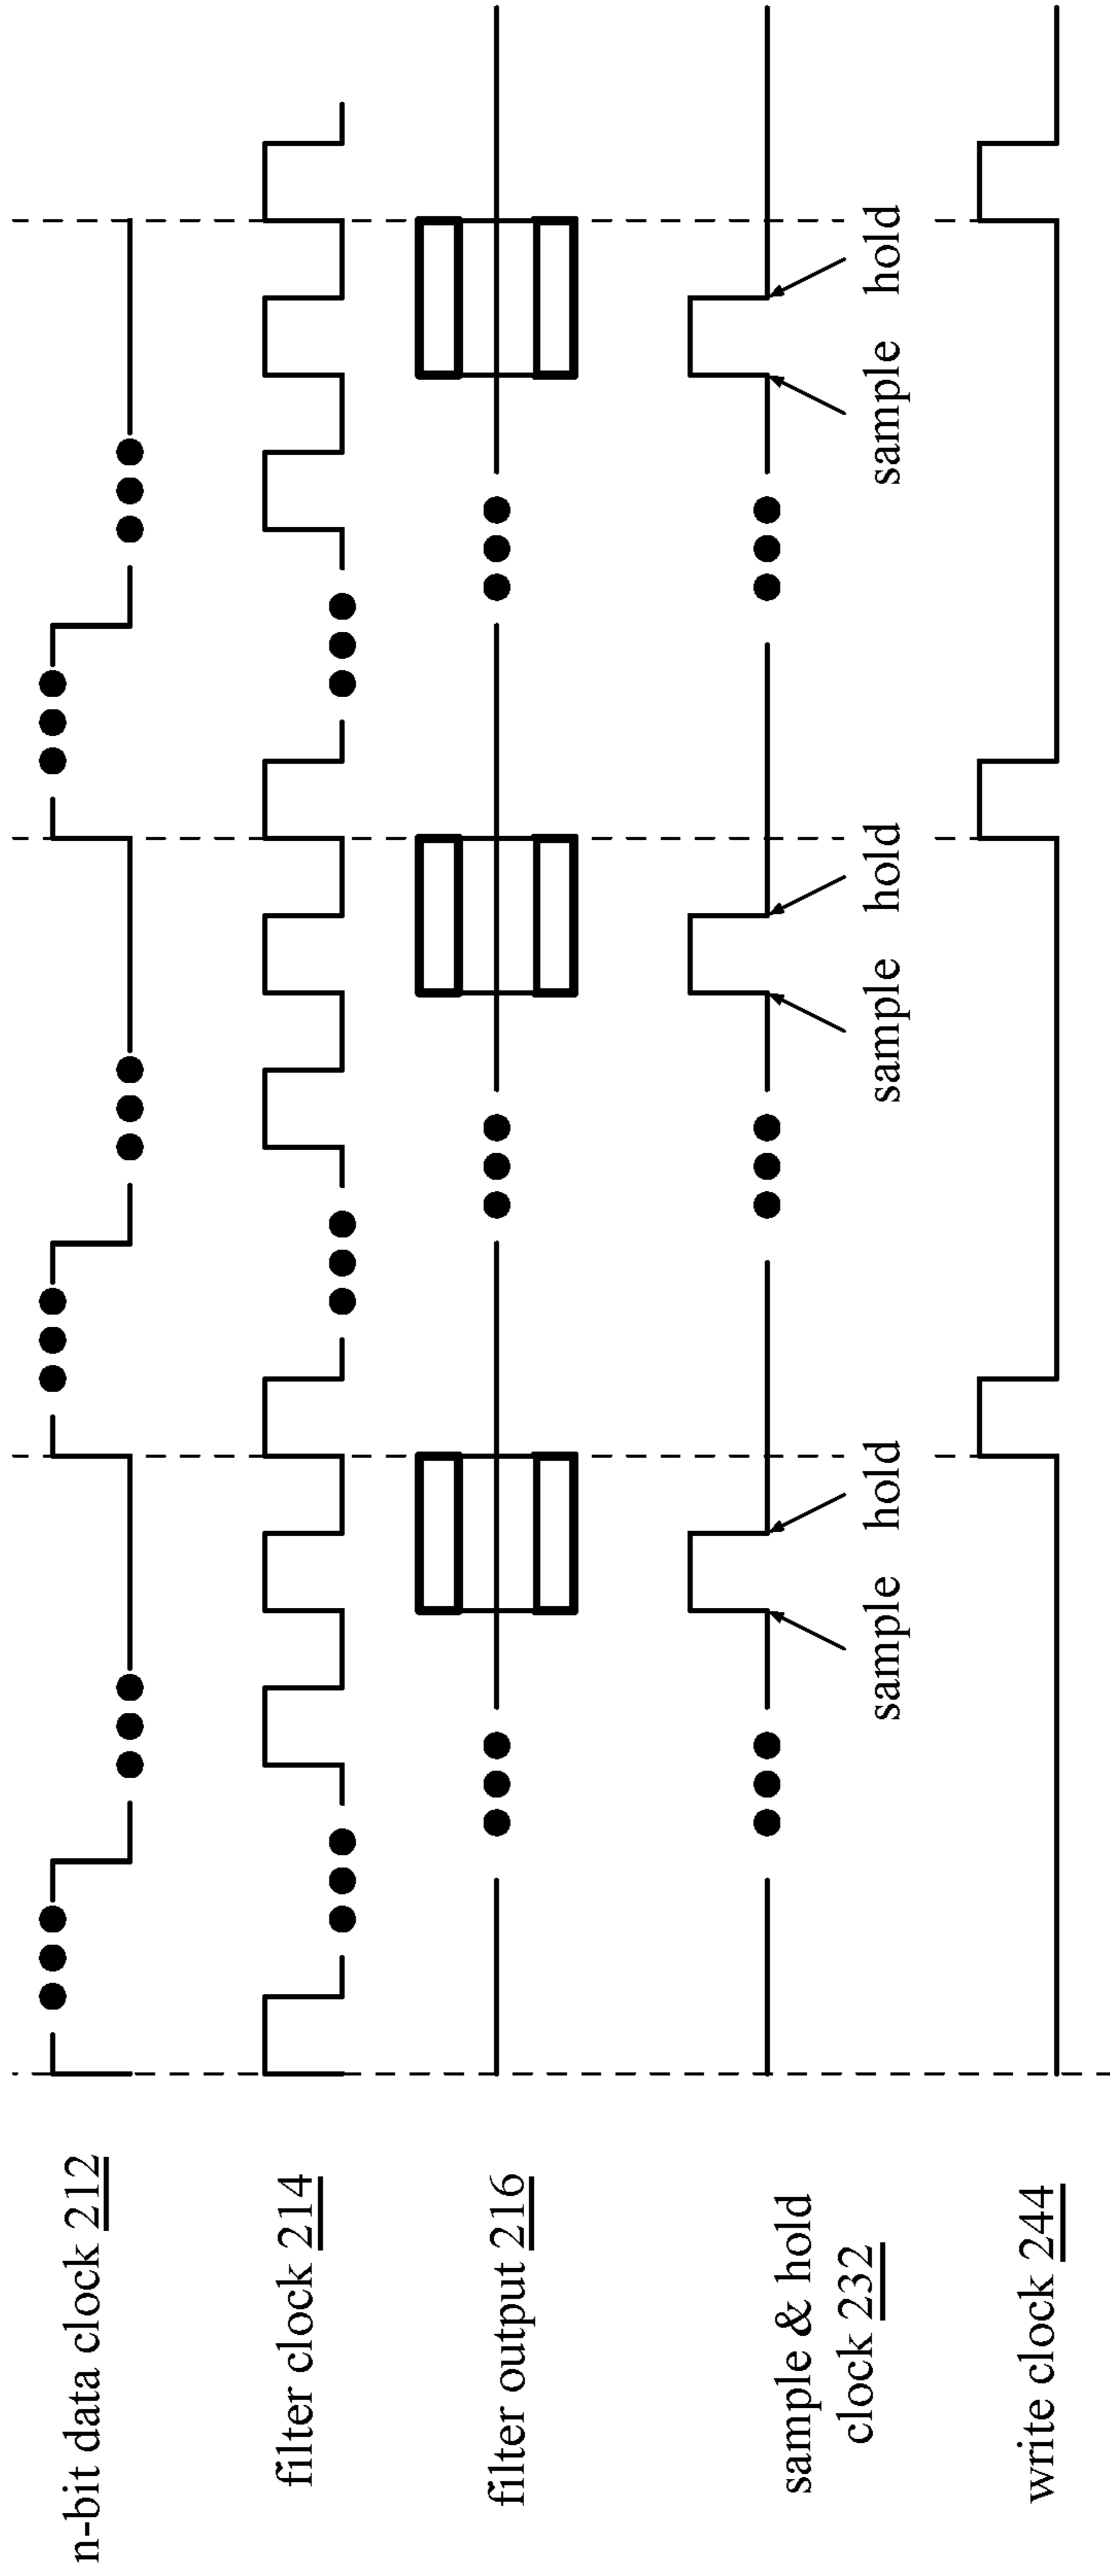 n-bit data clock 212
filter clock 214
filter output 216
sample & hold
clock 232
sample hold
sample hold
sample hold
write clock 244